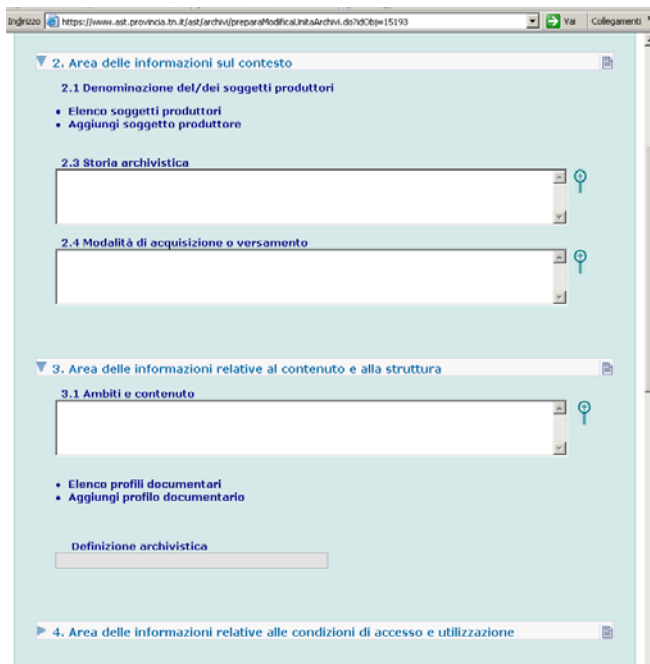 Indirizzo https://www.ast.provincia.tn.it/ast/archivi/preparaModificaUnitaArchivi.do?idObj=15193 Vai Collegamenti
2. Area delle informazioni sul contesto
2.1 Denominazione del/dei soggetti produttori
• Elenco soggetti produttori
• Aggiungi soggetto produttore
2.3 Storia archivistica
2.4 Modalità di acquisizione o versamento
3. Area delle informazioni relative al contenuto e alla struttura
3.1 Ambiti e contenuto
• Elenco profili documentari
• Aggiungi profilo documentario
Definizione archivistica
4. Area delle informazioni relative alle condizioni di accesso e utilizzazione